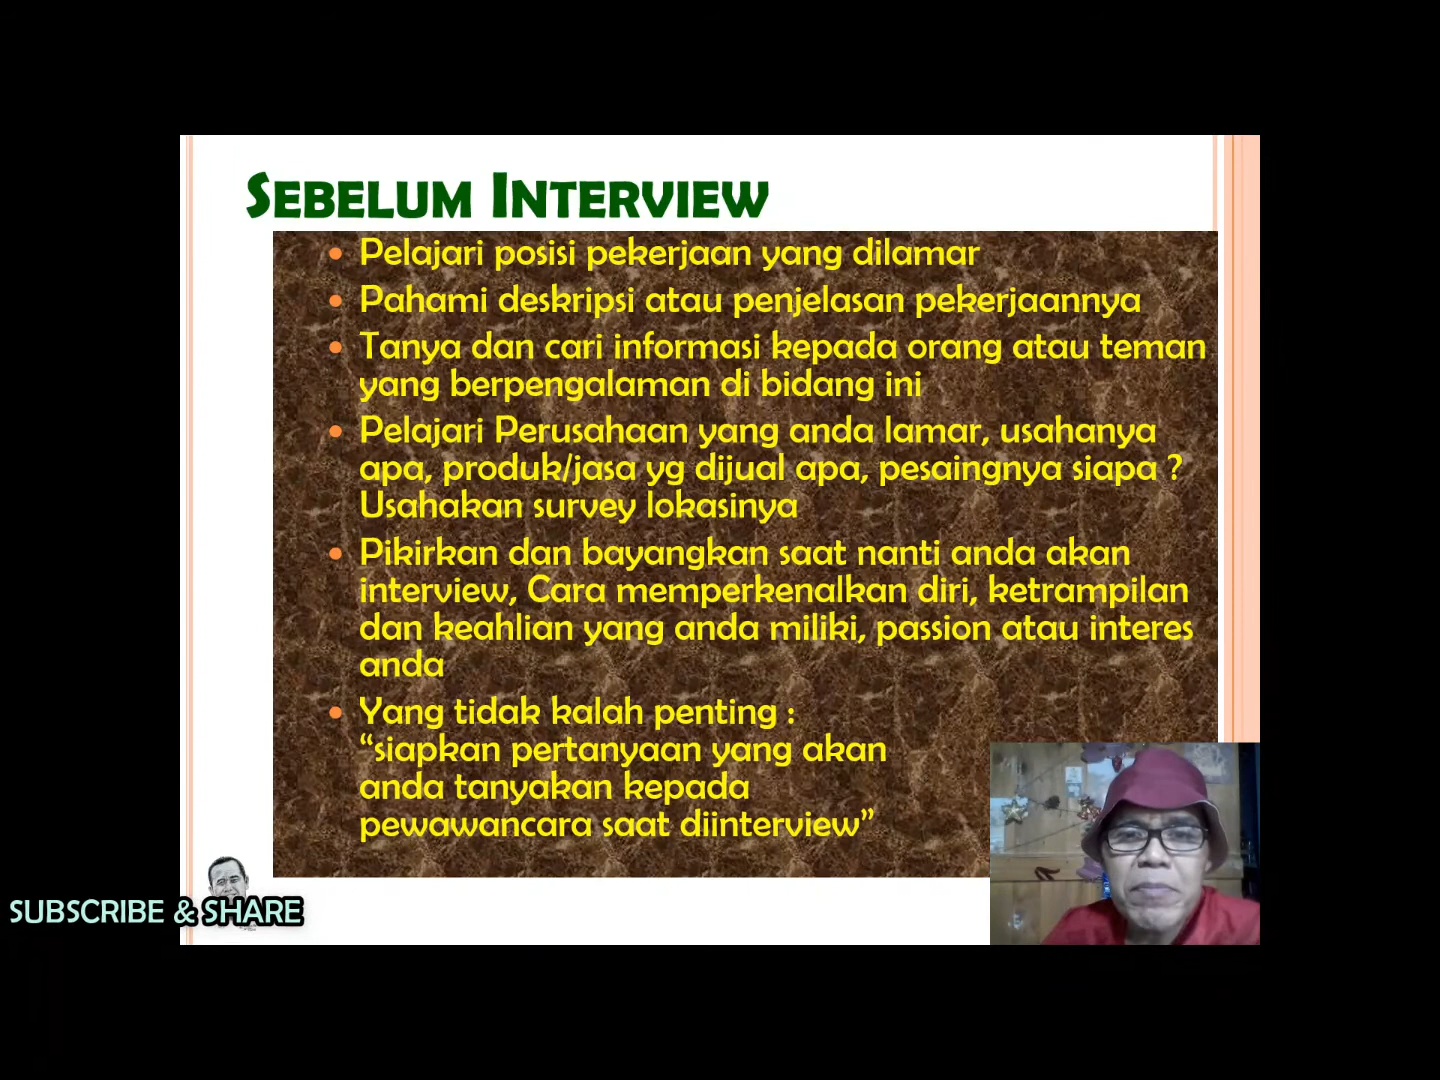 SEBELUM INTERVIEW
• Pelajari posisi pekerjaan yang dilamar
• Pahami deskripsi atau penjelasan pekerjaannya
• Tanya dan cari informasi kepada orang atau teman
yang berpengalaman di bidang ini
• Pelajari Perusahaan yang anda lamar, usahanya
apa, produk/jasa yg dijual apa, pesaingnya siapa ?
Usahakan survey lokasinya
• Pikirkan dan bayangkan saat nanti anda akan
interview, Cara memperkenalkan diri, ketrampilan
dan keahlian yang anda miliki, passion atau interes
anda
• Yang tidak kalah penting :
“siapkan pertanyaan yang akan
anda tanyakan kepada
pewawancara saat diinterview”
SUBSCRIBE & SHARE